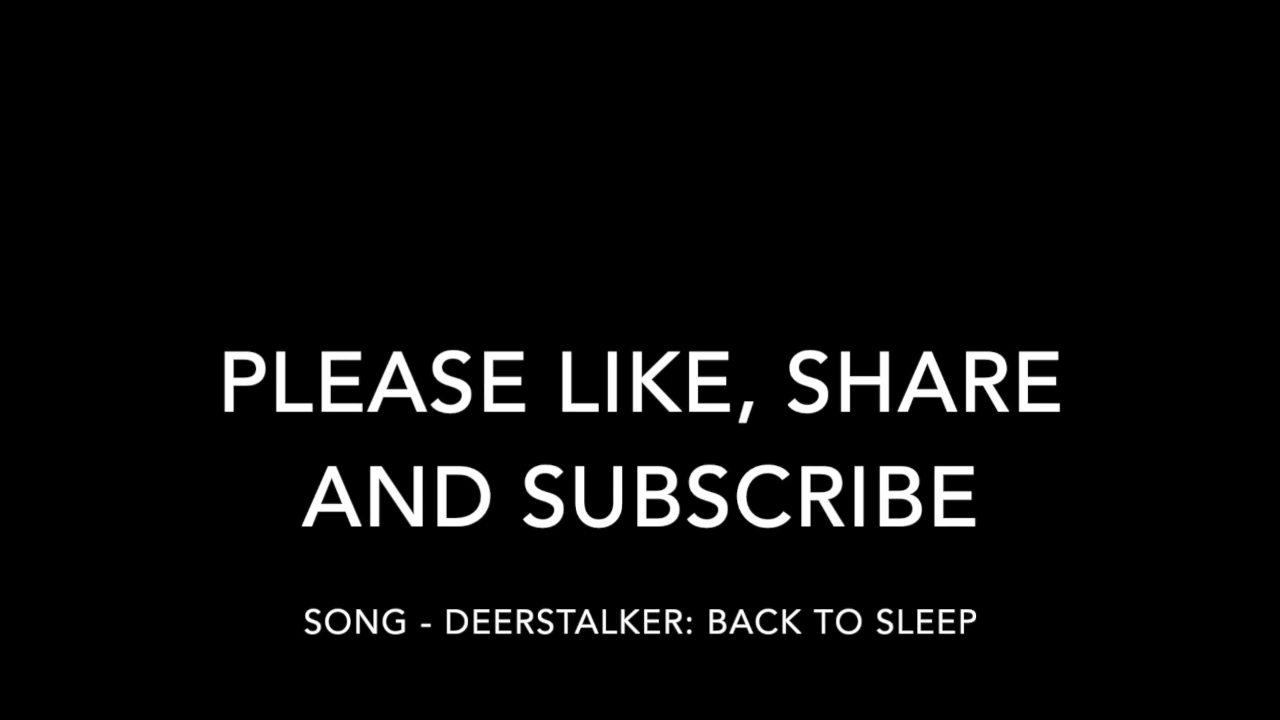 PLEASE LIKE, SHARE
AND SUBSCRIBE
SONG - DEERSTALKER: BACK TO SLEEP